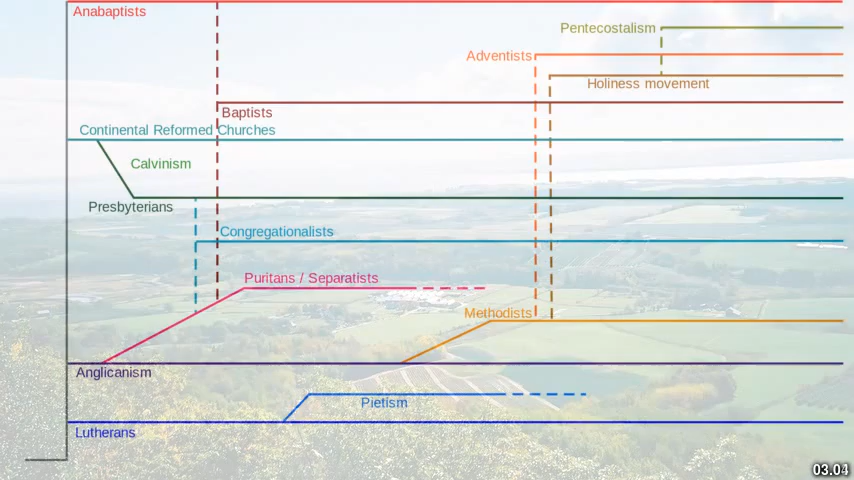 Anabaptists
Pentecostalism
Adventists
Holiness movement
Baptists
Continental Reformed Churches
Calvinism
Presbyterians
Congregationalists
Puritans / Separatists
Methodists
Anglicanism
Pietism
Lutherans
03.04